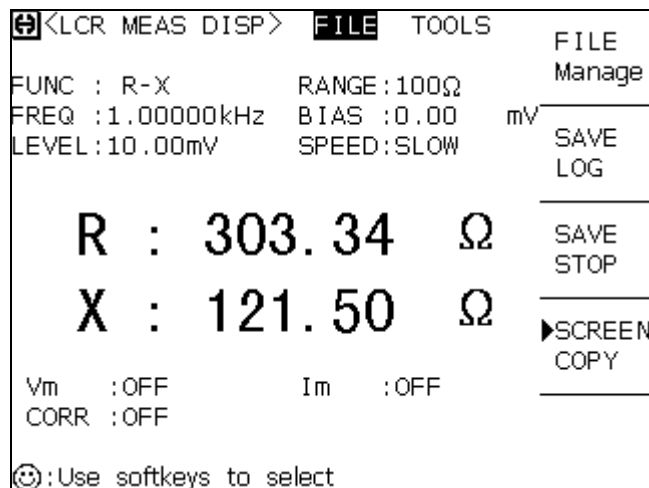 <LCR MEAS DISP> FILE TOOLS
FUNC : R-X RANGE:100Ω
FREQ :1.00000kHz BIAS :0.00 mV
LEVEL:10.00mV SPEED:SLOW
R : 303.34 Ω
X : 121.50 Ω
Vm :OFF Im :OFF
CORR :OFF
:Use softkeys to select
FILE
Manage
SAVE
LOG
SAVE
STOP
SCREEN
COPY